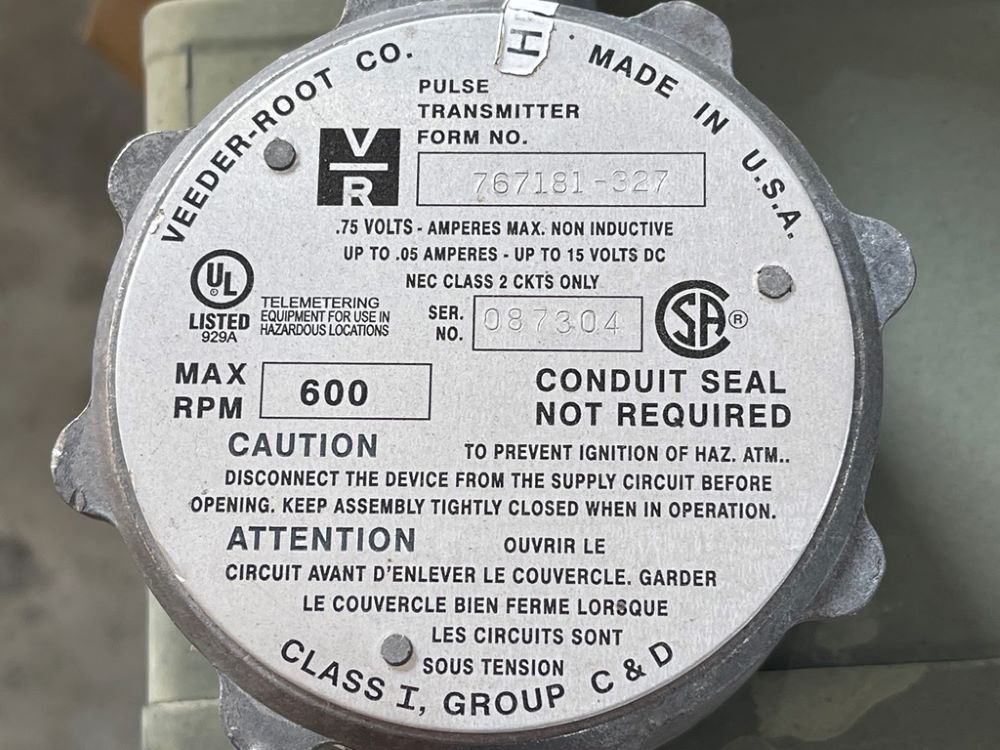 H
VEEDER-ROOT CO.
MADE IN U.S.A.
PULSE
TRANSMITTER
FORM NO.
V
R
767181-327
.75 VOLTS - AMPERES MAX. NON INDUCTIVE
UP TO .05 AMPERES - UP TO 15 VOLTS DC
NEC CLASS 2 CKTS ONLY
UL
LISTED
929A
TELEMETERING
EQUIPMENT FOR USE IN
HAZARDOUS LOCATIONS
SER.
NO.
087304
SA ®
MAX
RPM
600
CONDUIT SEAL
NOT REQUIRED
CAUTION TO PREVENT IGNITION OF HAZ. ATM..
DISCONNECT THE DEVICE FROM THE SUPPLY CIRCUIT BEFORE
OPENING. KEEP ASSEMBLY TIGHTLY CLOSED WHEN IN OPERATION.
ATTENTION OUVRIR LE
CIRCUIT AVANT D'ENLEVER LE COUVERCLE. GARDER
LE COUVERCLE BIEN FERME LORSQUE
LES CIRCUITS SONT
SOUS TENSION
CLASS I, GROUP C & D